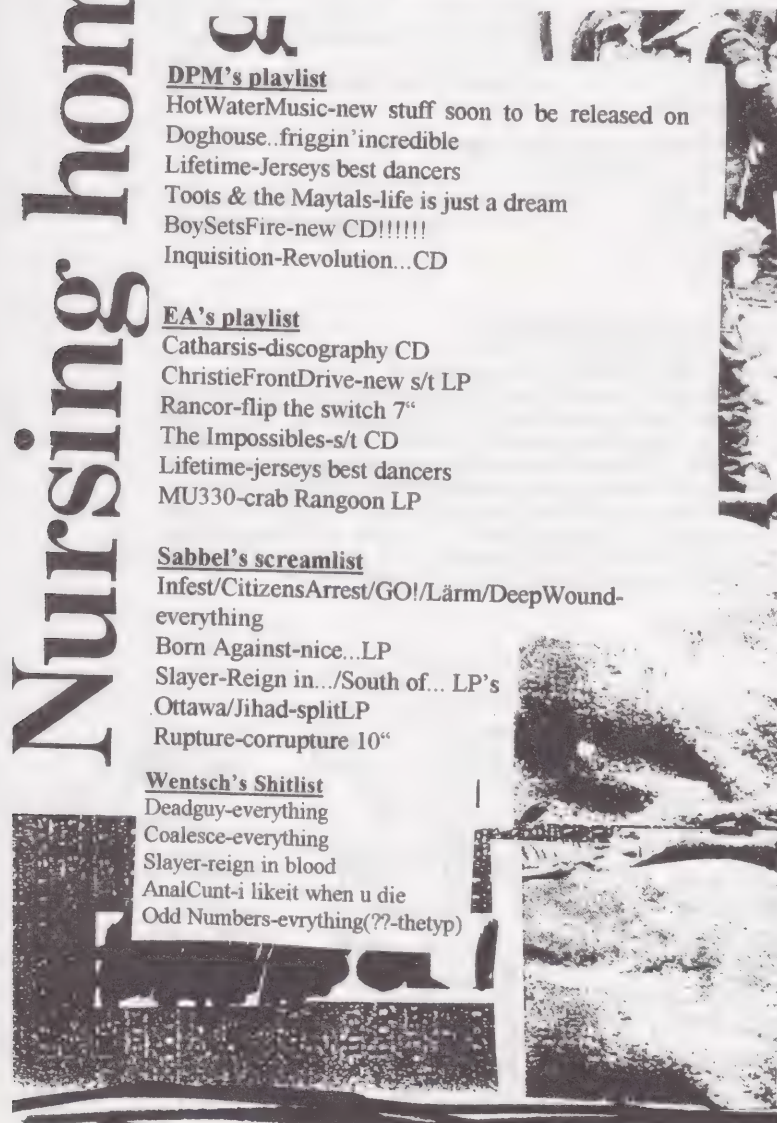 Nursing hom
g
DPM's playlist
HotWaterMusic-new stuff soon to be released on
Doghouse..friggin'incredible
Lifetime-Jerseys best dancers
Toots & the Maytals-life is just a dream
BoySetsFire-new CD!!!!!!
Inquisition-Revolution...CD
EA's playlist
Catharsis-discography CD
ChristieFrontDrive-new s/t LP
Rancor-flip the switch 7“
The Impossibles-s/t CD
Lifetime-jerseys best dancers
MU330-crab Rangoon LP
Sabbel's screamlist
Infest/CitizensArrest/GO!/Lärm/DeepWound-
everything
Born Against-nice...LP
Slayer-Reign in.../South of... LP's
Ottawa/Jihad-splitLP
Rupture-corrupture 10“
Wentsch's Shitlist
Deadguy-everything
Coalesce-everything
Slayer-reign in blood
AnalCunt-i likeit when u die
Odd Numbers-evrything(??-thetyp)